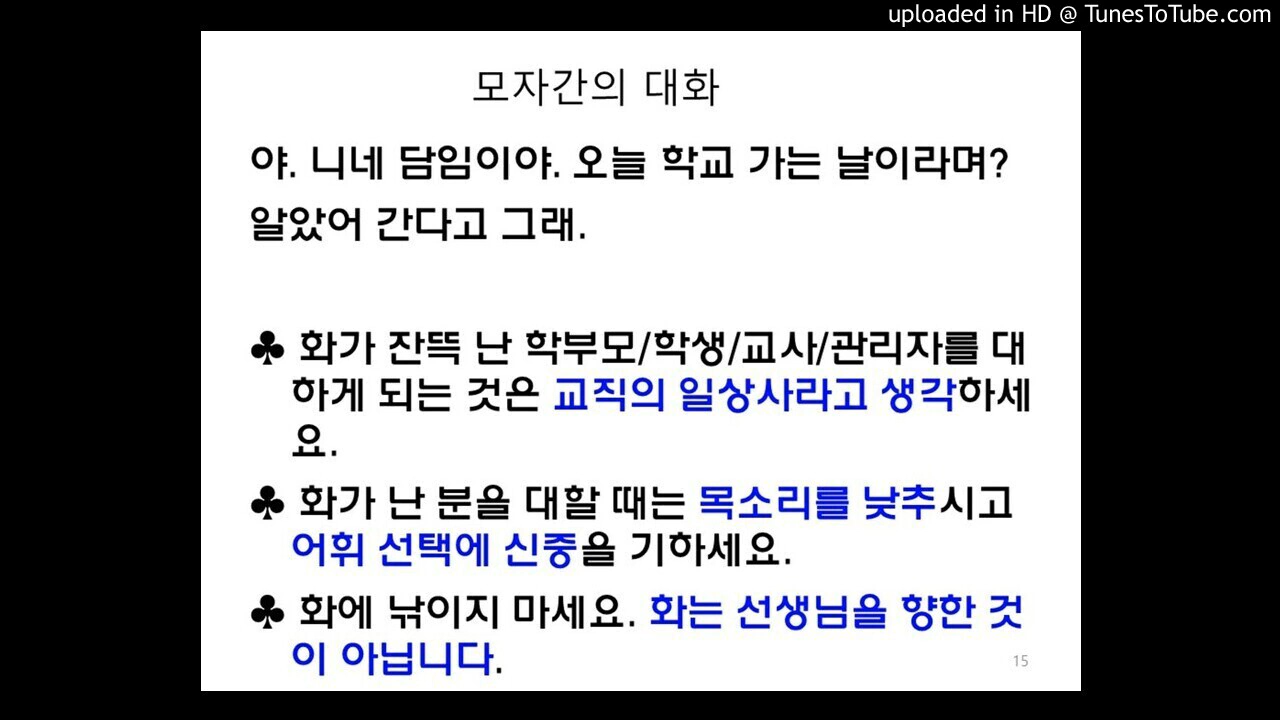 uploaded in HD @ TunesToTube.com
모자간의 대화
야. 니네 담임이야. 오늘 학교 가는 날이라며?
알았어 간다고 그래.
♣ 화가 잔뜩 난 학부모/학생/교사/관리자를 대
하게 되는 것은 교직의 일상사라고 생각하세
요.
♣ 화가 난 분을 대할 때는 목소리를 낮추시고
어휘 선택에 신중을 기하세요.
♣ 화에 낚이지 마세요. 화는 선생님을 향한 것
이 아닙니다.
15